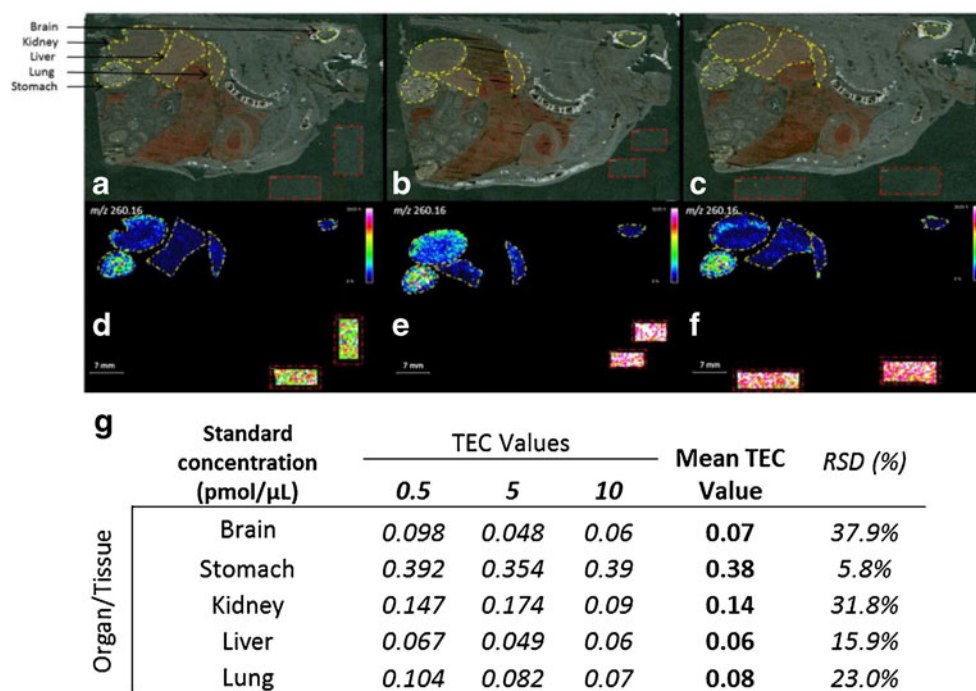 Brain
Kidney
Liver
Lung
Stomach
a
b
c
m/z 260.16
m/z 260.16
m/z 260.16
d
e
f
7 mm
7 mm
7 mm
g
Standard concentration (pmol/µL) TEC Values Mean TEC Value RSD (%)
0.5 5 10
Organ/Tissue
Brain 0.098 0.048 0.06 0.07 37.9%
Stomach 0.392 0.354 0.39 0.38 5.8%
Kidney 0.147 0.174 0.09 0.14 31.8%
Liver 0.067 0.049 0.06 0.06 15.9%
Lung 0.104 0.082 0.07 0.08 23.0%